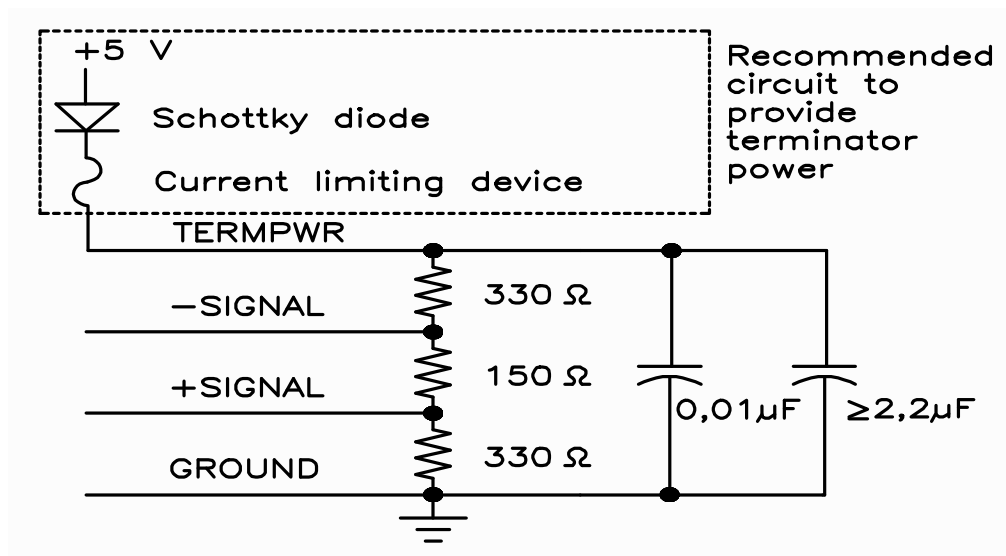 +5 V
Schottky diode
Current limiting device
Recommended
circuit to
provide
terminator
power
TERMPWR
330 Ω
−SIGNAL
150 Ω
+SIGNAL
0,01µF
≥2,2µF
330 Ω
GROUND